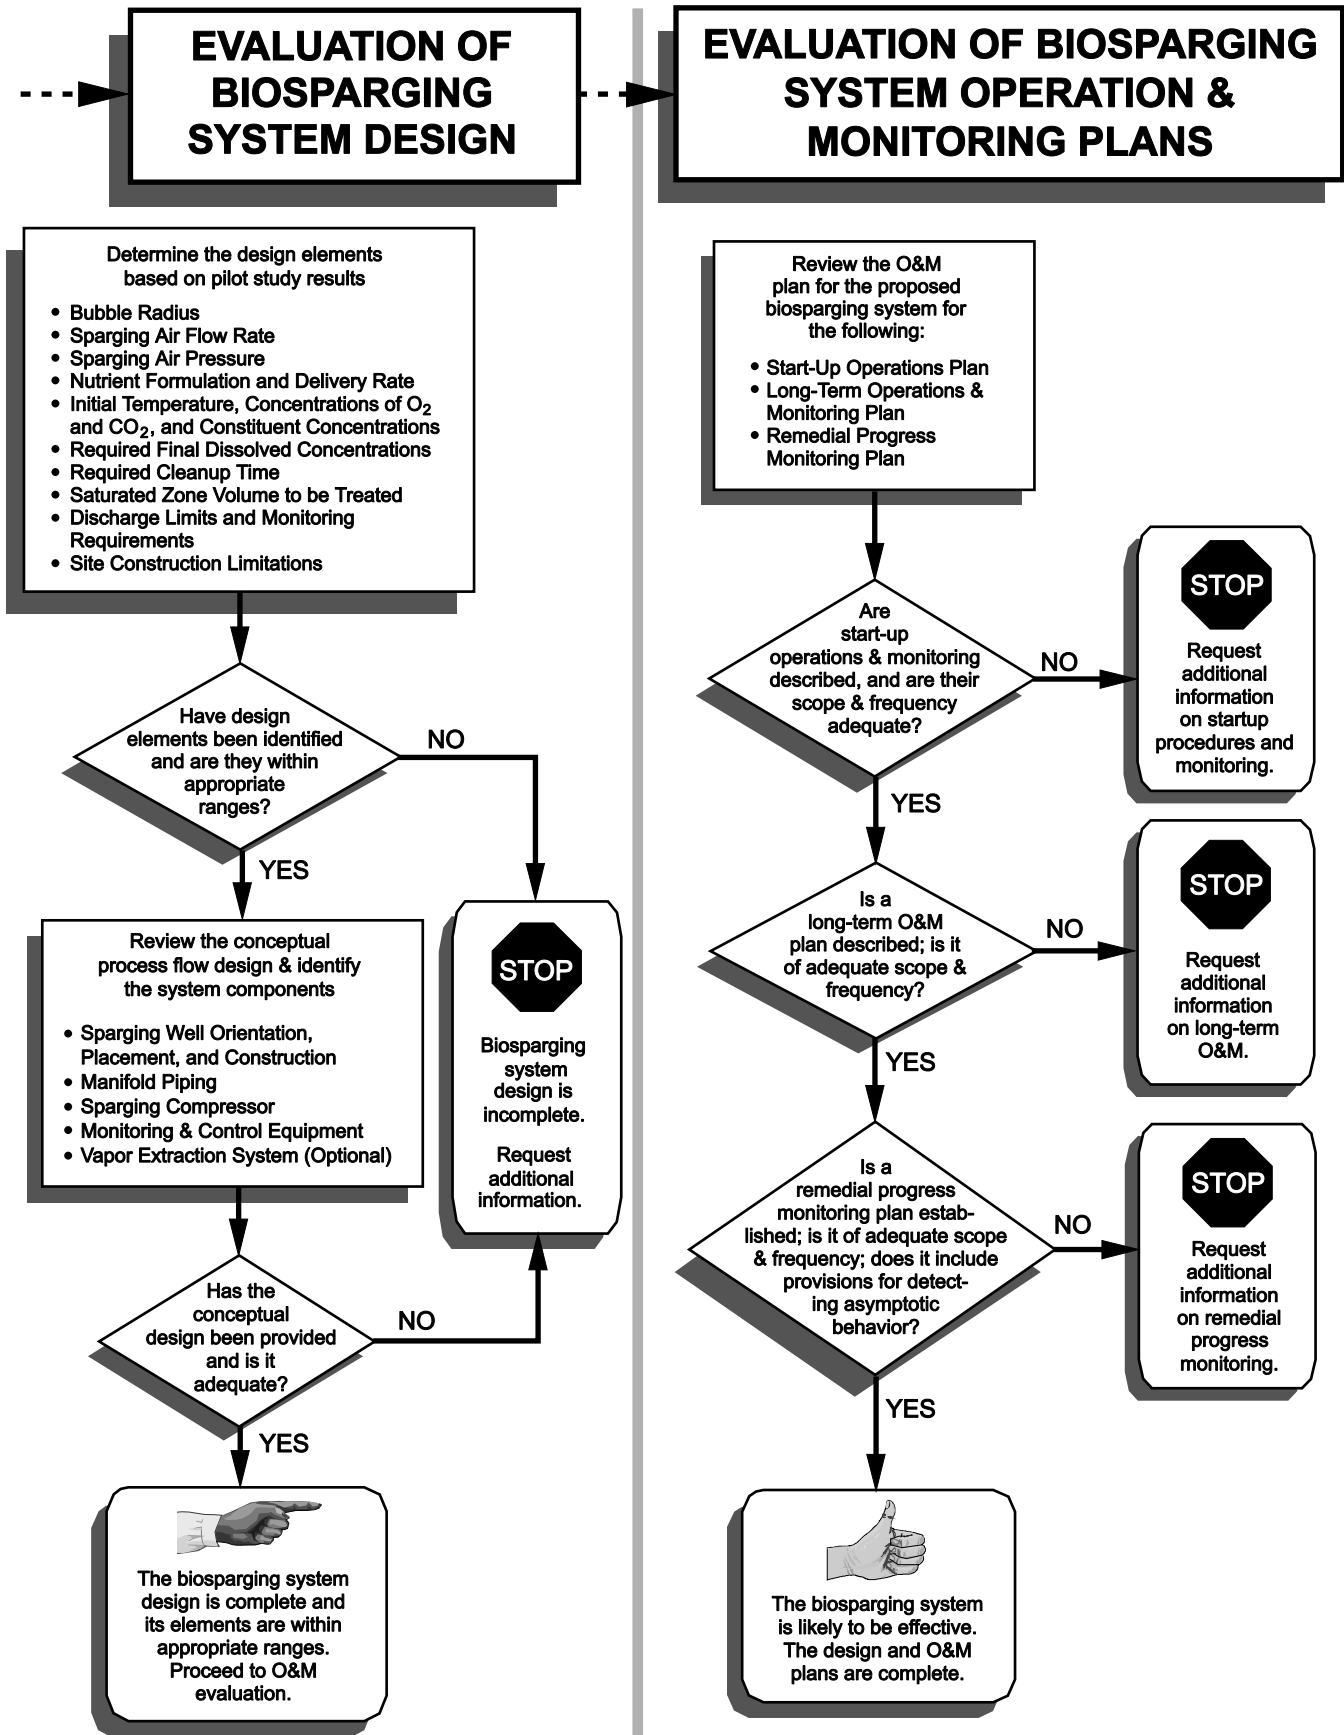 EVALUATION OF
BIOSPARGING
SYSTEM DESIGN
Determine the design elements
based on pilot study results
• Bubble Radius
• Sparging Air Flow Rate
• Sparging Air Pressure
• Nutrient Formulation and Delivery Rate
• Initial Temperature, Concentrations of O2
and CO2, and Constituent Concentrations
• Required Final Dissolved Concentrations
• Required Cleanup Time
• Saturated Zone Volume to be Treated
• Discharge Limits and Monitoring
Requirements
• Site Construction Limitations
Have design
elements been identified
and are they within
appropriate
ranges?
NO
YES
Review the conceptual
process flow design & identify
the system components
• Sparging Well Orientation,
Placement, and Construction
• Manifold Piping
• Sparging Compressor
• Monitoring & Control Equipment
• Vapor Extraction System (Optional)
STOP
Biosparging
system
design is
incomplete.
Request
additional
information.
Has the
conceptual
design been provided
and is it
adequate?
NO
YES
The biosparging system
design is complete and
its elements are within
appropriate ranges.
Proceed to O&M
evaluation.
EVALUATION OF BIOSPARGING
SYSTEM OPERATION &
MONITORING PLANS
Review the O&M
plan for the proposed
biosparging system for
the following:
• Start-Up Operations Plan
• Long-Term Operations &
Monitoring Plan
• Remedial Progress
Monitoring Plan
Are
start-up
operations & monitoring
described, and are their
scope & frequency
adequate?
NO
STOP
Request
additional
information
on startup
procedures and
monitoring.
YES
Is a
long-term O&M
plan described; is it
of adequate scope &
frequency?
NO
STOP
Request
additional
information
on long-term
O&M.
YES
Is a
remedial progress
monitoring plan estab-
lished; is it of adequate scope
& frequency; does it include
provisions for detect-
ing asymptotic
behavior?
NO
STOP
Request
additional
information
on remedial
progress
monitoring.
YES
The biosparging system
is likely to be effective.
The design and O&M
plans are complete.